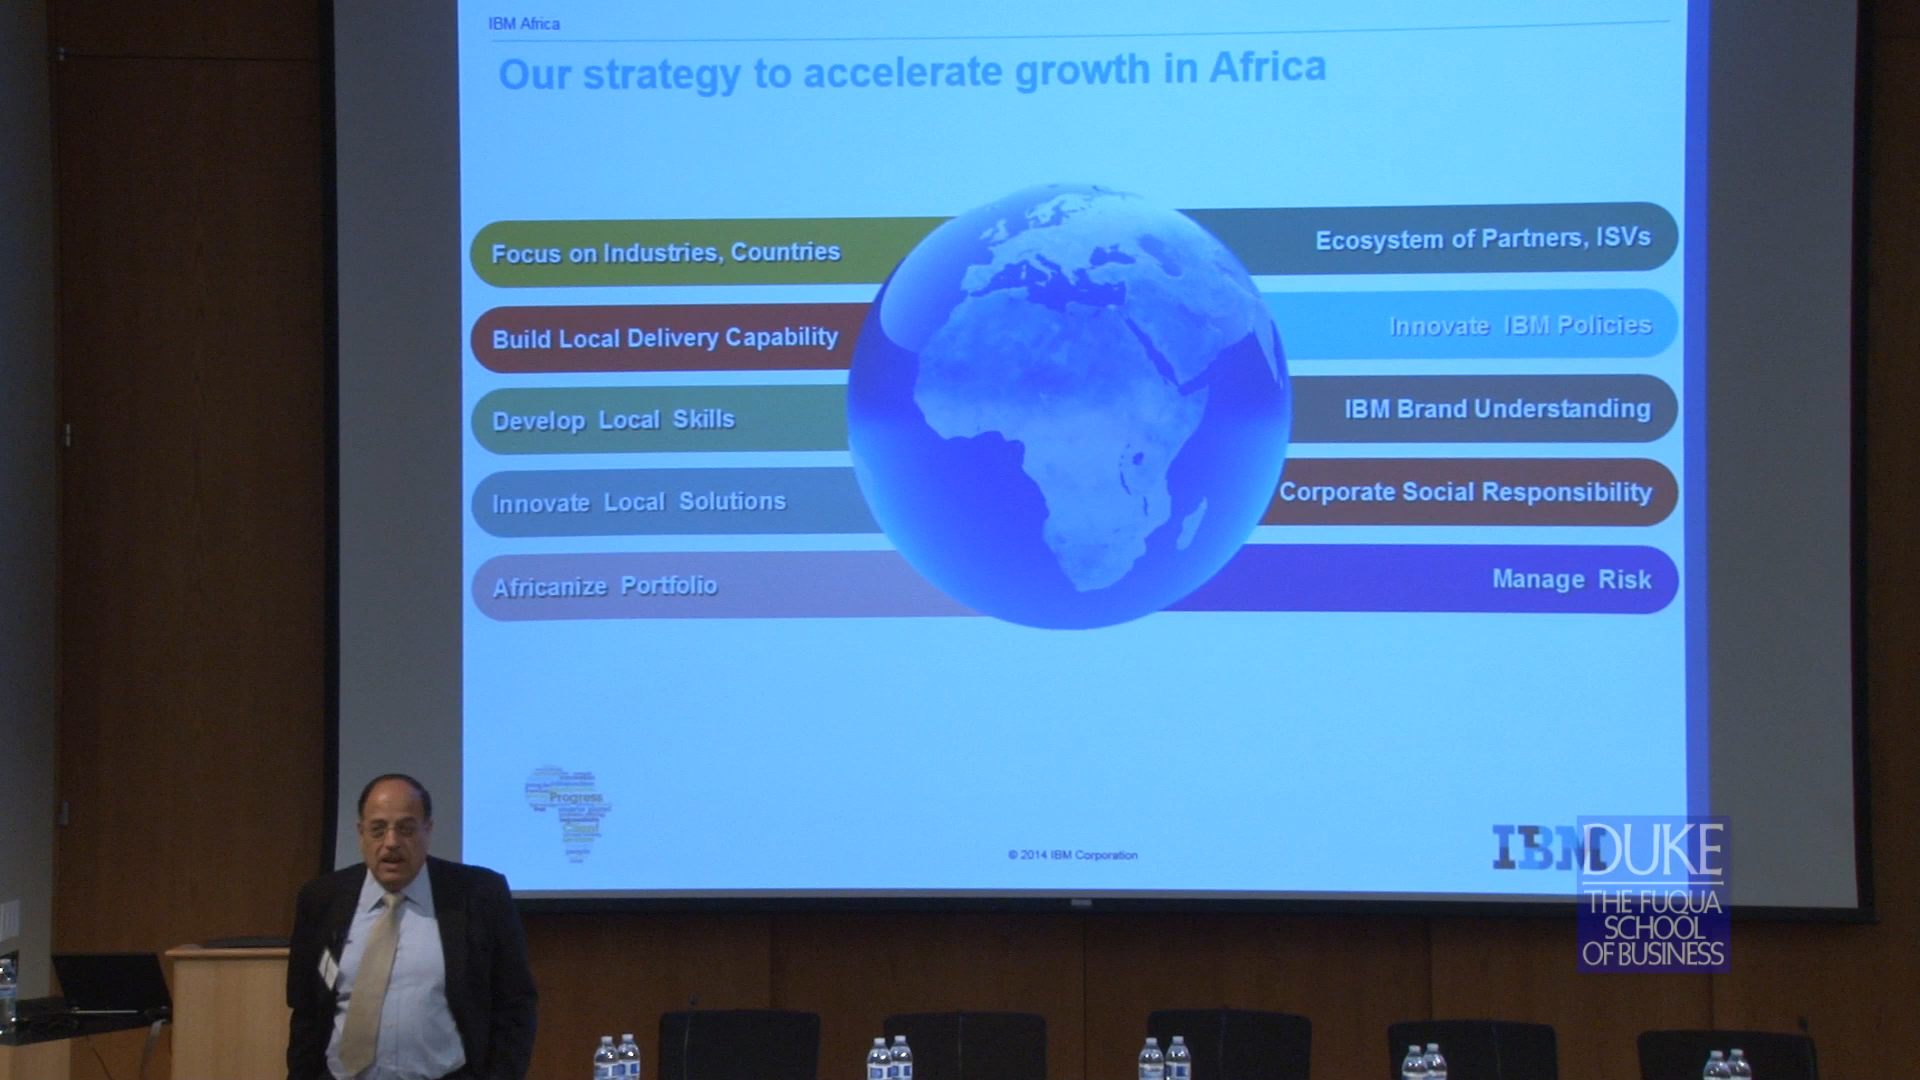 IBM Africa
Our strategy to accelerate growth in Africa
Focus on Industries, Countries
Build Local Delivery Capability
Develop Local Skills
Innovate Local Solutions
Africanize Portfolio
Ecosystem of Partners, ISVs
Innovate IBM Policies
IBM Brand Understanding
Corporate Social Responsibility
Manage Risk
Progress
Client
people
© 2014 IBM Corporation
IBM
DUKE
THE FUQUA
SCHOOL
OF BUSINESS